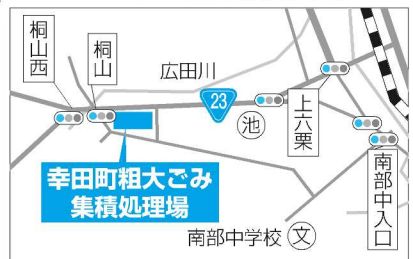 桐山西
桐山
広田川
23
池
上六栗
幸田町粗大ごみ
集積処理場
南部中入口
南部中学校 文